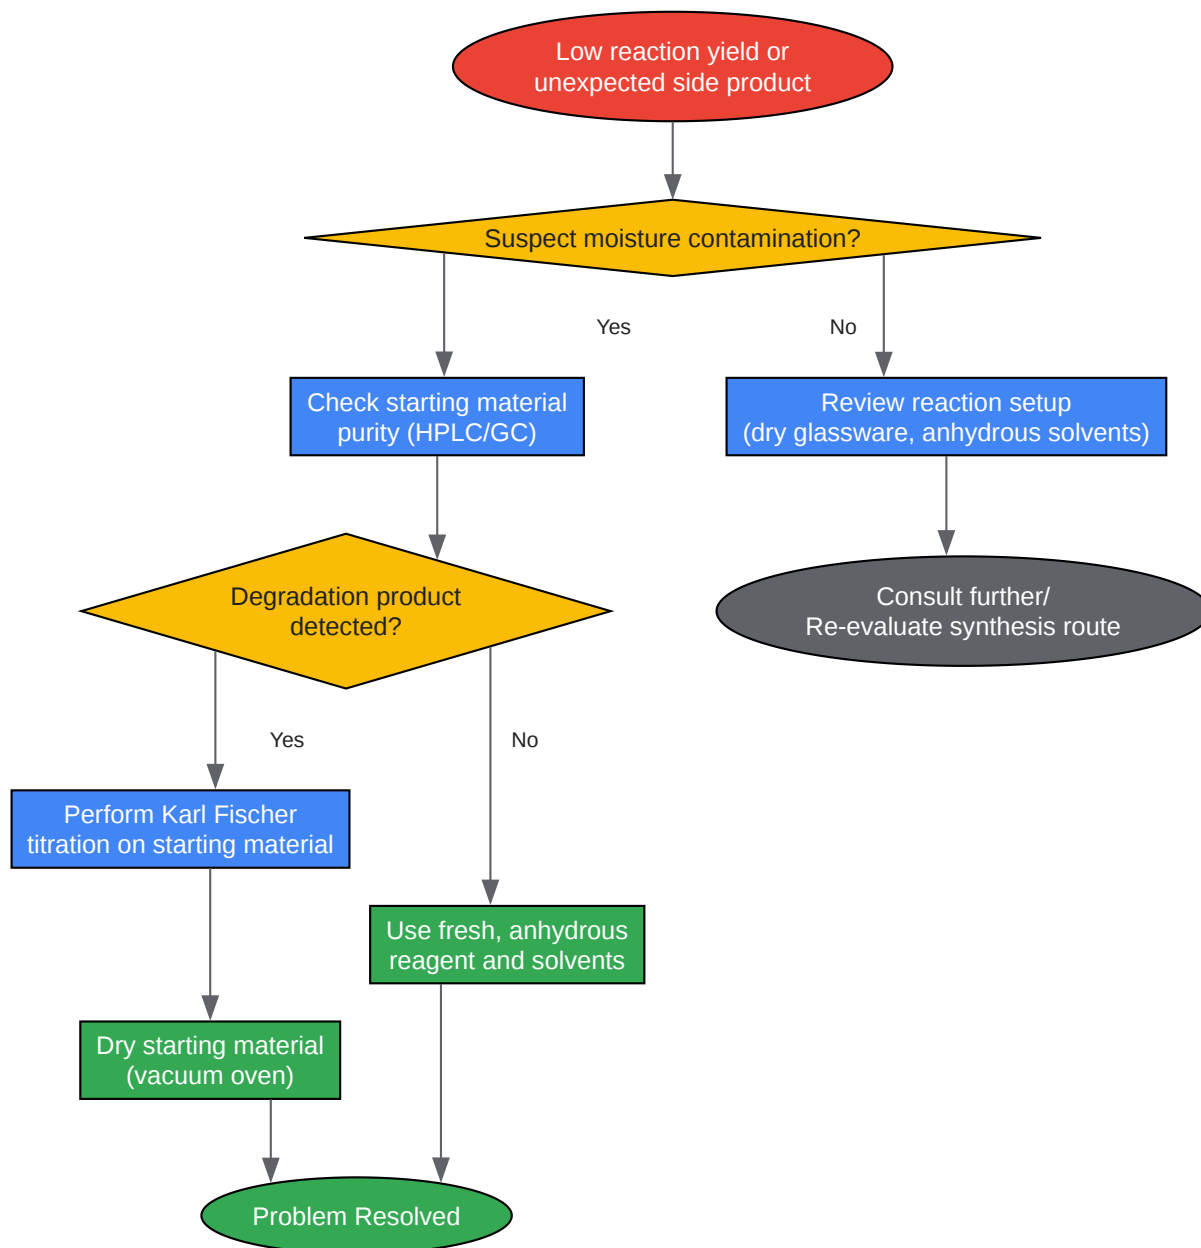 Low reaction yield or
unexpected side product
Suspect moisture contamination?
Yes
No
Check starting material
purity (HPLC/GC)
Review reaction setup
(dry glassware, anhydrous solvents)
Degradation product
detected?
Consult further/
Re-evaluate synthesis route
Yes
No
Perform Karl Fischer
titration on starting material
Use fresh, anhydrous
reagent and solvents
Dry starting material
(vacuum oven)
Problem Resolved